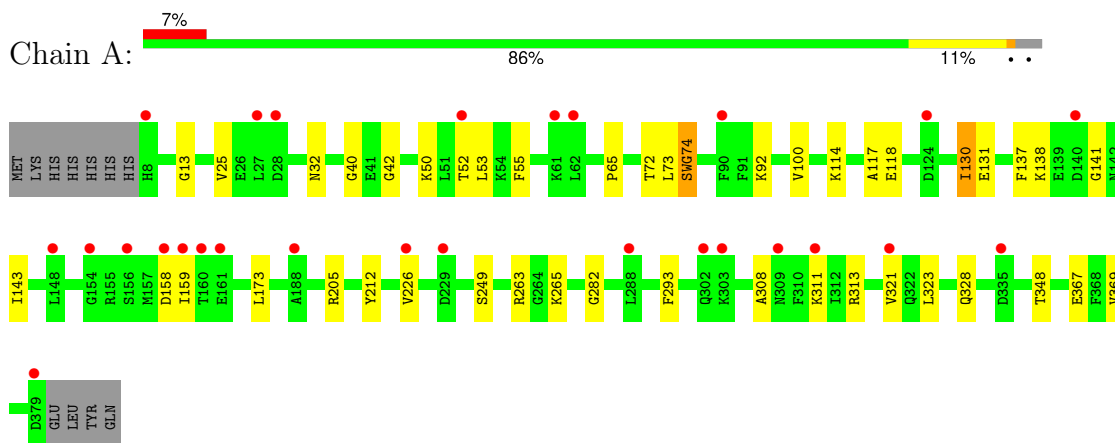 7%
Chain A:
86% 11% • •
MET LYS HIS HIS HIS HIS HIS H8 G13 V25 E26 L27 D28 N32 G40 E41 G42 K50 L51 T52 L53 K54 F55 K61 L62 P65 T72 L73 SWG74 F90 F91 K92 V100 K114 A117 E118 D124 I130 E131 F137 K138 E139 D140 G141 N142
I143 L148 G154 R155 S156 M157 D158 I159 T160 E161 L173 A188 R205 Y212 V226 D229 S249 R263 G264 K265 G282 L288 F293 Q302 K303 A308 N309 F310 K311 I312 R313 V321 Q322 L323 Q328 D335 T348 E367 F368 V369
D379 GLU LEU TYR GLN